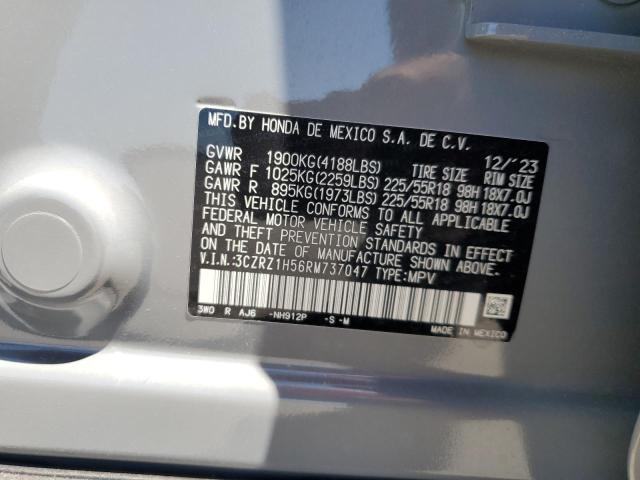 MFD.BY HONDA DE MEXICO S.A. DE C.V.
12/'23
GVWR 1900KG(4188LBS) TIRE SIZE RIM SIZE
GAWR F 1025KG(2259LBS) 225/55R18 98H 18X7.0J
GAWR R 895KG(1973LBS) 225/55R18 98H 18X7.0J
THIS VEHICLE CONFORMS TO ALL APPLICABLE
FEDERAL MOTOR VEHICLE SAFETY
AND THEFT PREVENTION STANDARDS IN EFFECT
ON THE DATE OF MANUFACTURE SHOWN ABOVE.
V.I.N.:3CZRZ1H56RM737047 TYPE:MPV
3W0 R AJ6 -NH912P -S -M
MADE IN MEXICO